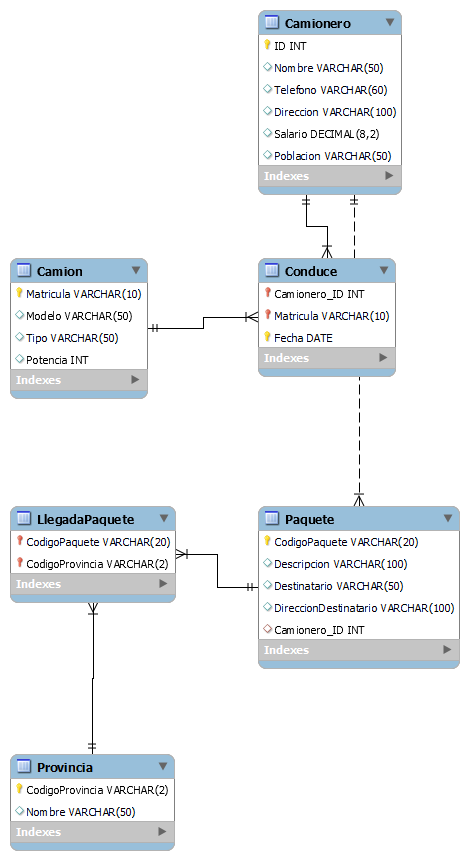 Camionero
ID INT
Nombre VARCHAR(50)
Telefono VARCHAR(60)
Direccion VARCHAR(100)
Salario DECIMAL(8,2)
Poblacion VARCHAR(50)
Indexes
Camion
Matricula VARCHAR(10)
Modelo VARCHAR(50)
Tipo VARCHAR(50)
Potencia INT
Indexes
Conduce
Camionero_ID INT
Matricula VARCHAR(10)
Fecha DATE
Indexes
LlegadaPaquete
CodigoPaquete VARCHAR(20)
CodigoProvincia VARCHAR(2)
Indexes
Paquete
CodigoPaquete VARCHAR(20)
Descripcion VARCHAR(100)
Destinatario VARCHAR(50)
DireccionDestinatario VARCHAR(100)
Camionero_ID INT
Indexes
Provincia
CodigoProvincia VARCHAR(2)
Nombre VARCHAR(50)
Indexes